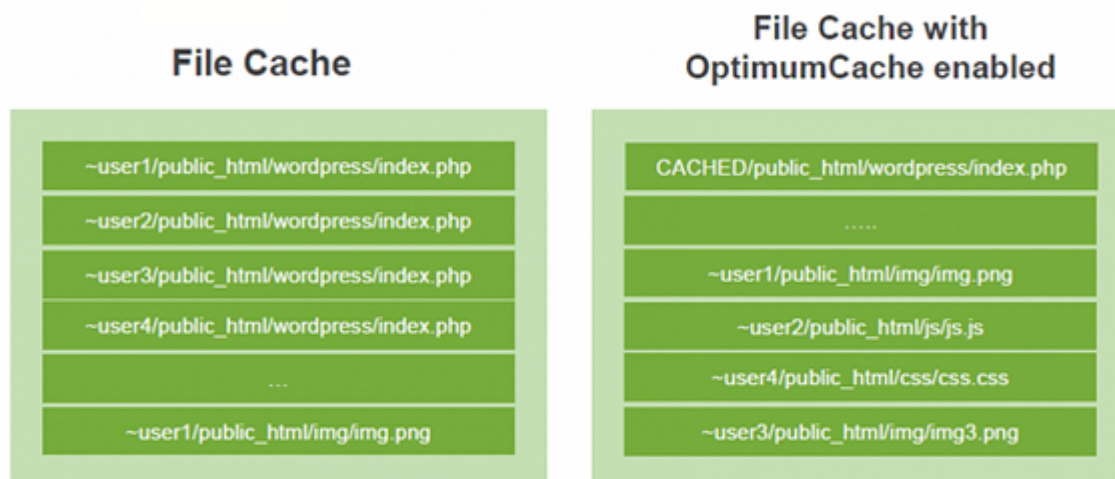 File Cache
~user1/public_html/wordpress/index.php
~user2/public_html/wordpress/index.php
~user3/public_html/wordpress/index.php
~user4/public_html/wordpress/index.php
...
~user1/public_html/img/img.png
File Cache with
OptimumCache enabled
CACHED/public_html/wordpress/index.php
.....
~user1/public_html/img/img.png
~user2/public_html/js/js.js
~user4/public_html/css/css.css
~user3/public_html/img/img3.png